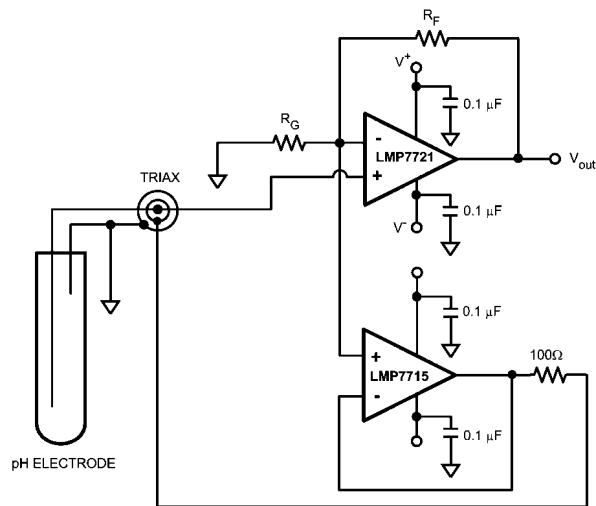 R_F
V⁺
0.1 μF
R_G
-
LMP7721
+
V_out
TRIAX
0.1 μF
V⁻
0.1 μF
+
LMP7715
-
100Ω
0.1 μF
pH ELECTRODE